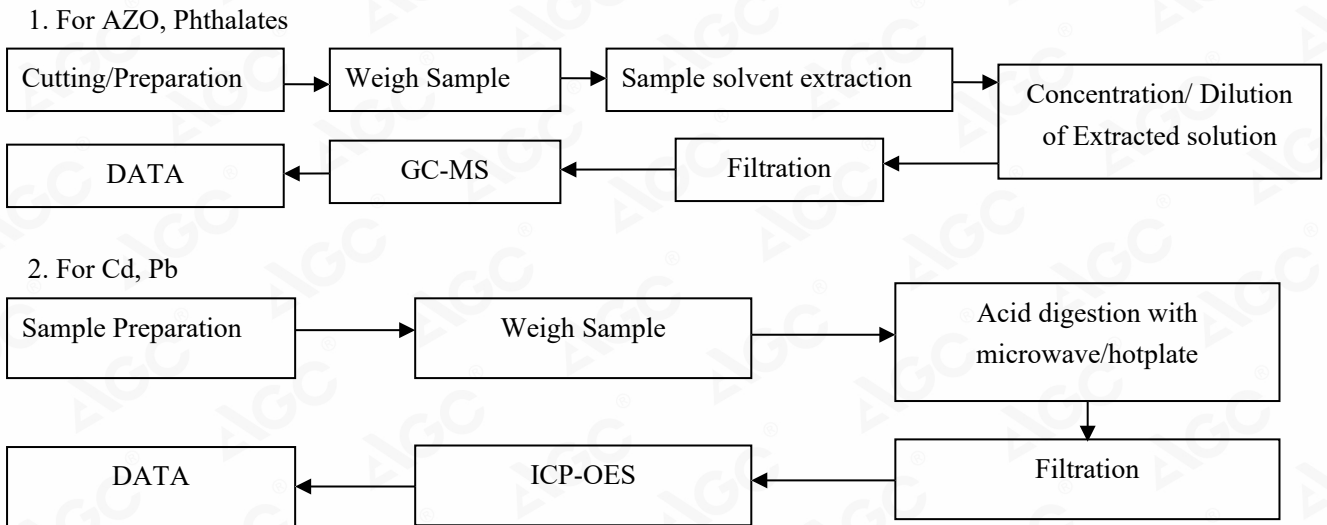 1. For AZO, Phthalates
Cutting/Preparation
Weigh Sample
Sample solvent extraction
Concentration/ Dilution
of Extracted solution
DATA
GC-MS
Filtration
2. For Cd, Pb
Sample Preparation
Weigh Sample
Acid digestion with
microwave/hotplate
DATA
ICP-OES
Filtration
AGC®